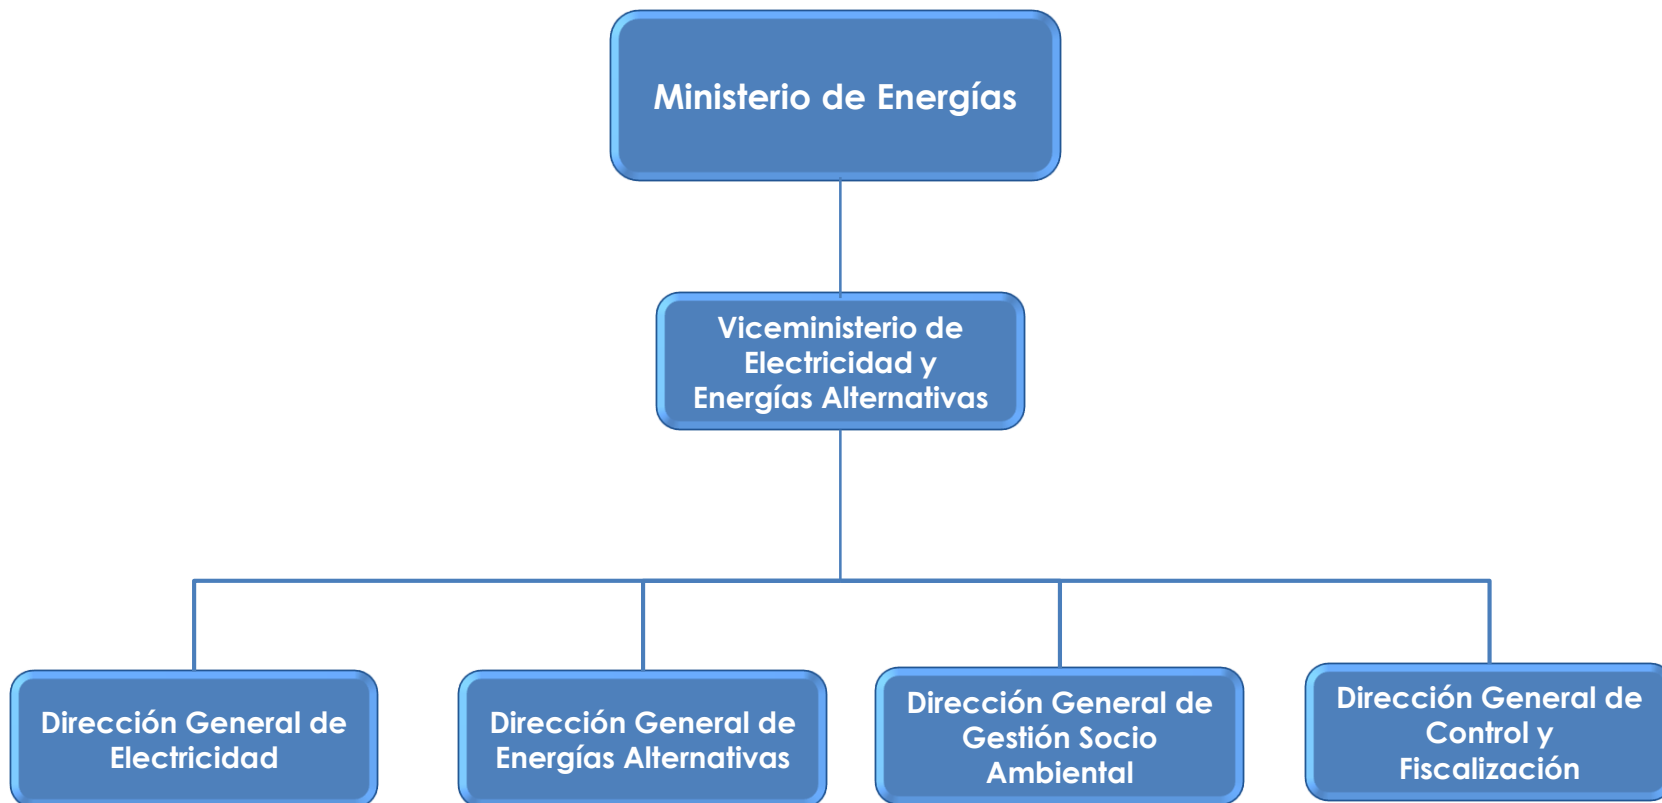 Ministerio de Energías
Viceministerio de
Electricidad y
Energías Alternativas
Dirección General de
Electricidad
Dirección General de
Energías Alternativas
Dirección General de
Gestión Socio
Ambiental
Dirección General de
Control y
Fiscalización